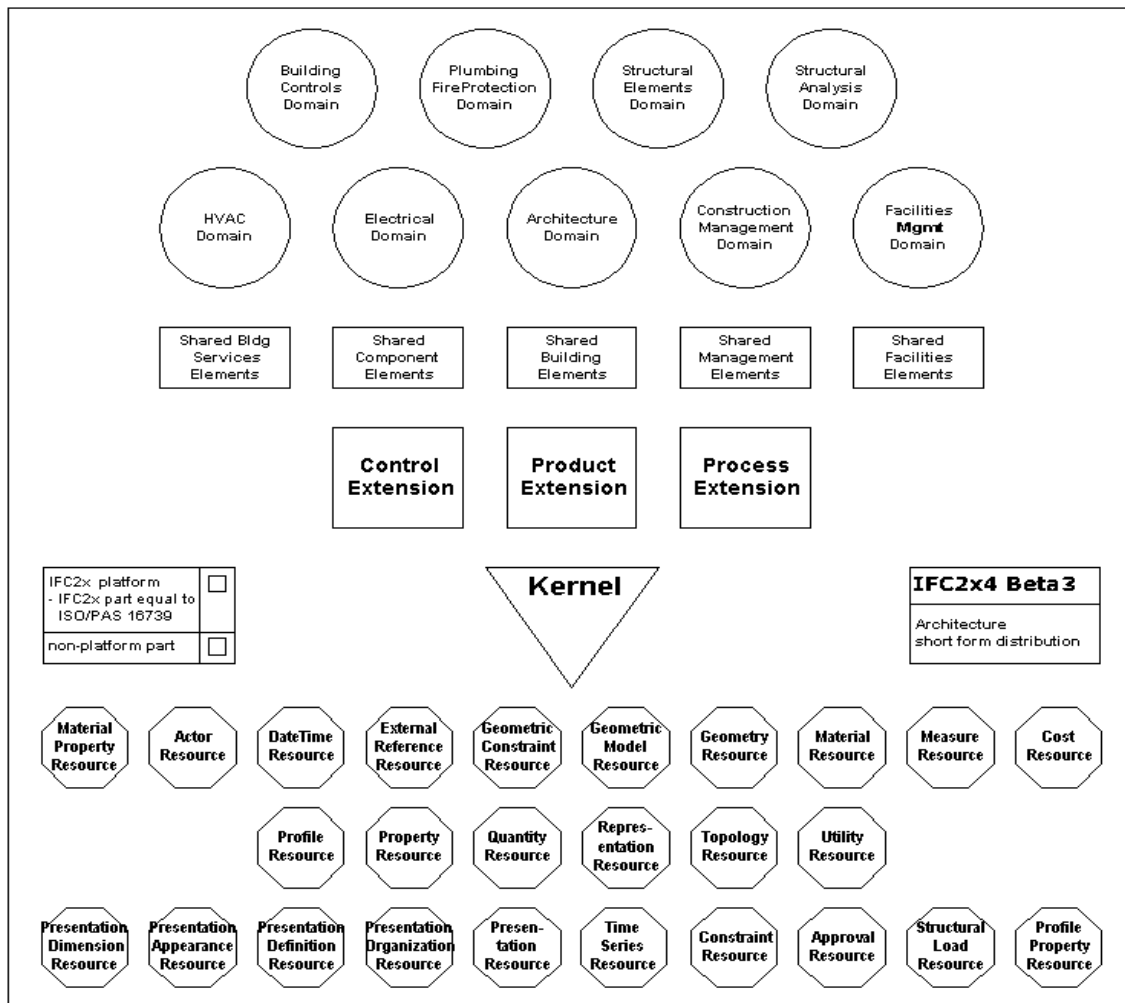 Building
Controls
Domain
Plumbing
FireProtection
Domain
Structural
Elements
Domain
Structural
Analysis
Domain
HVAC
Domain
Electrical
Domain
Architecture
Domain
Construction
Management
Domain
Facilities
Mgmt
Domain
Shared Bldg
Services
Elements
Shared
Component
Elements
Shared
Building
Elements
Shared
Management
Elements
Shared
Facilities
Elements
Control
Extension
Product
Extension
Process
Extension
IFC2x platform
- IFC2x part equal to
ISO/PAS 16739
non-platform part
Kernel
IFC2x4 Beta3
Architecture
short form distribution
Material
Property
Resource
Actor
Resource
DateTime
Resource
External
Reference
Resource
Geometric
Constraint
Resource
Geometric
Model
Resource
Geometry
Resource
Material
Resource
Measure
Resource
Cost
Resource
Profile
Resource
Property
Resource
Quantity
Resource
Repres-
entation
Resource
Topology
Resource
Utility
Resource
Presentation
Dimension
Resource
Presentation
Appearance
Resource
Presentation
Definition
Resource
Presentation
Organization
Resource
Presen-
tation
Resource
Time
Series
Resource
Constraint
Resource
Approval
Resource
Structural
Load
Resource
Profile
Property
Resource